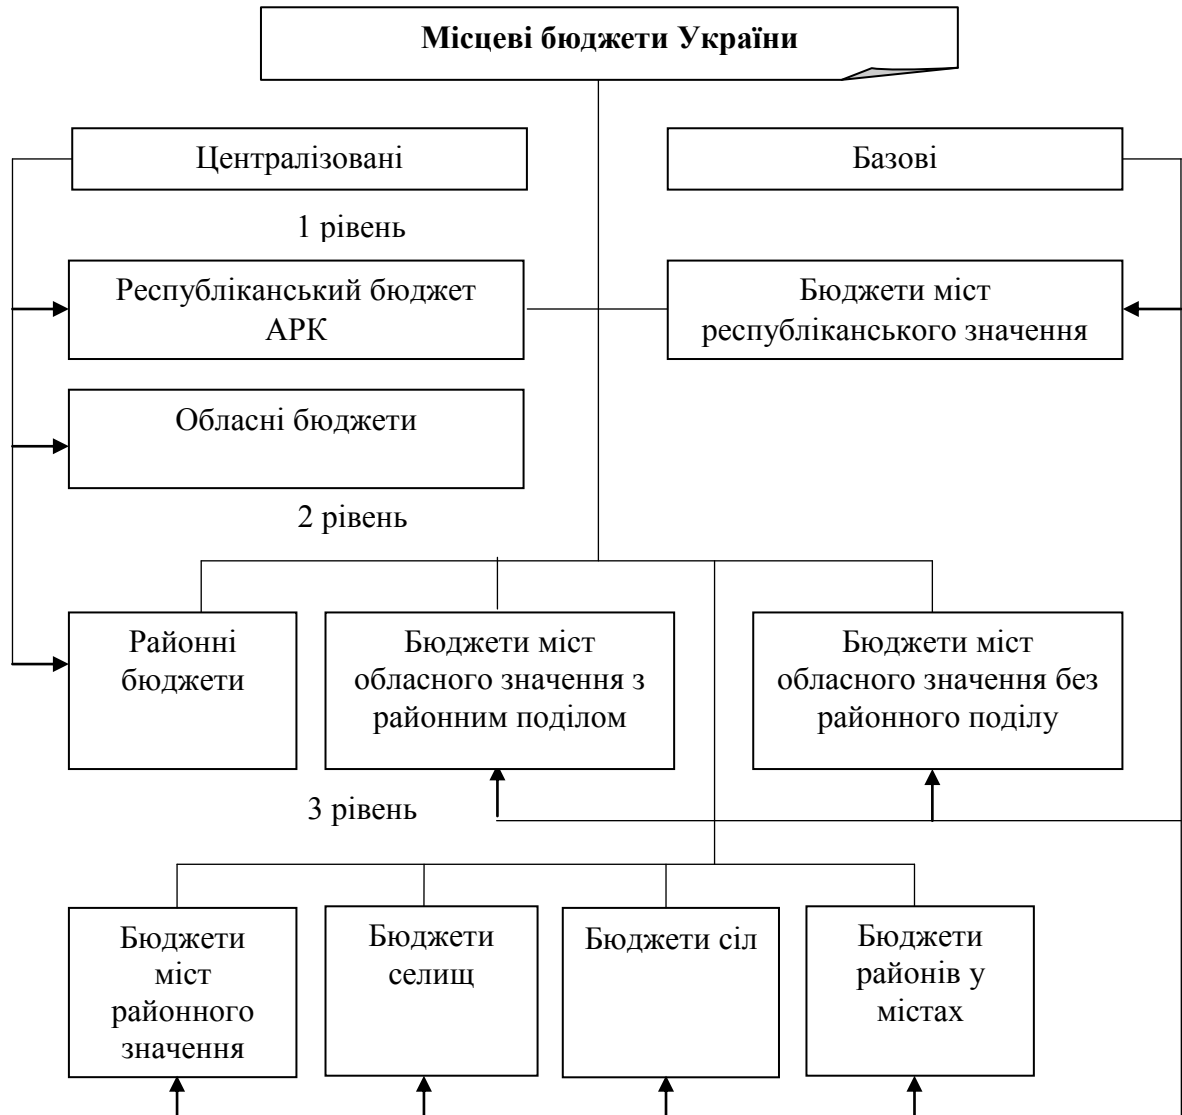 Місцеві бюджети України
Централізовані
Базові
1 рівень
Республіканський бюджет
АРК
Бюджети міст
республіканського значення
Обласні бюджети
2 рівень
Районні
бюджети
Бюджети міст
обласного значення з
районним поділом
Бюджети міст
обласного значення без
районного поділу
3 рівень
Бюджети
міст
районного
значення
Бюджети
селищ
Бюджети сіл
Бюджети
районів у
містах